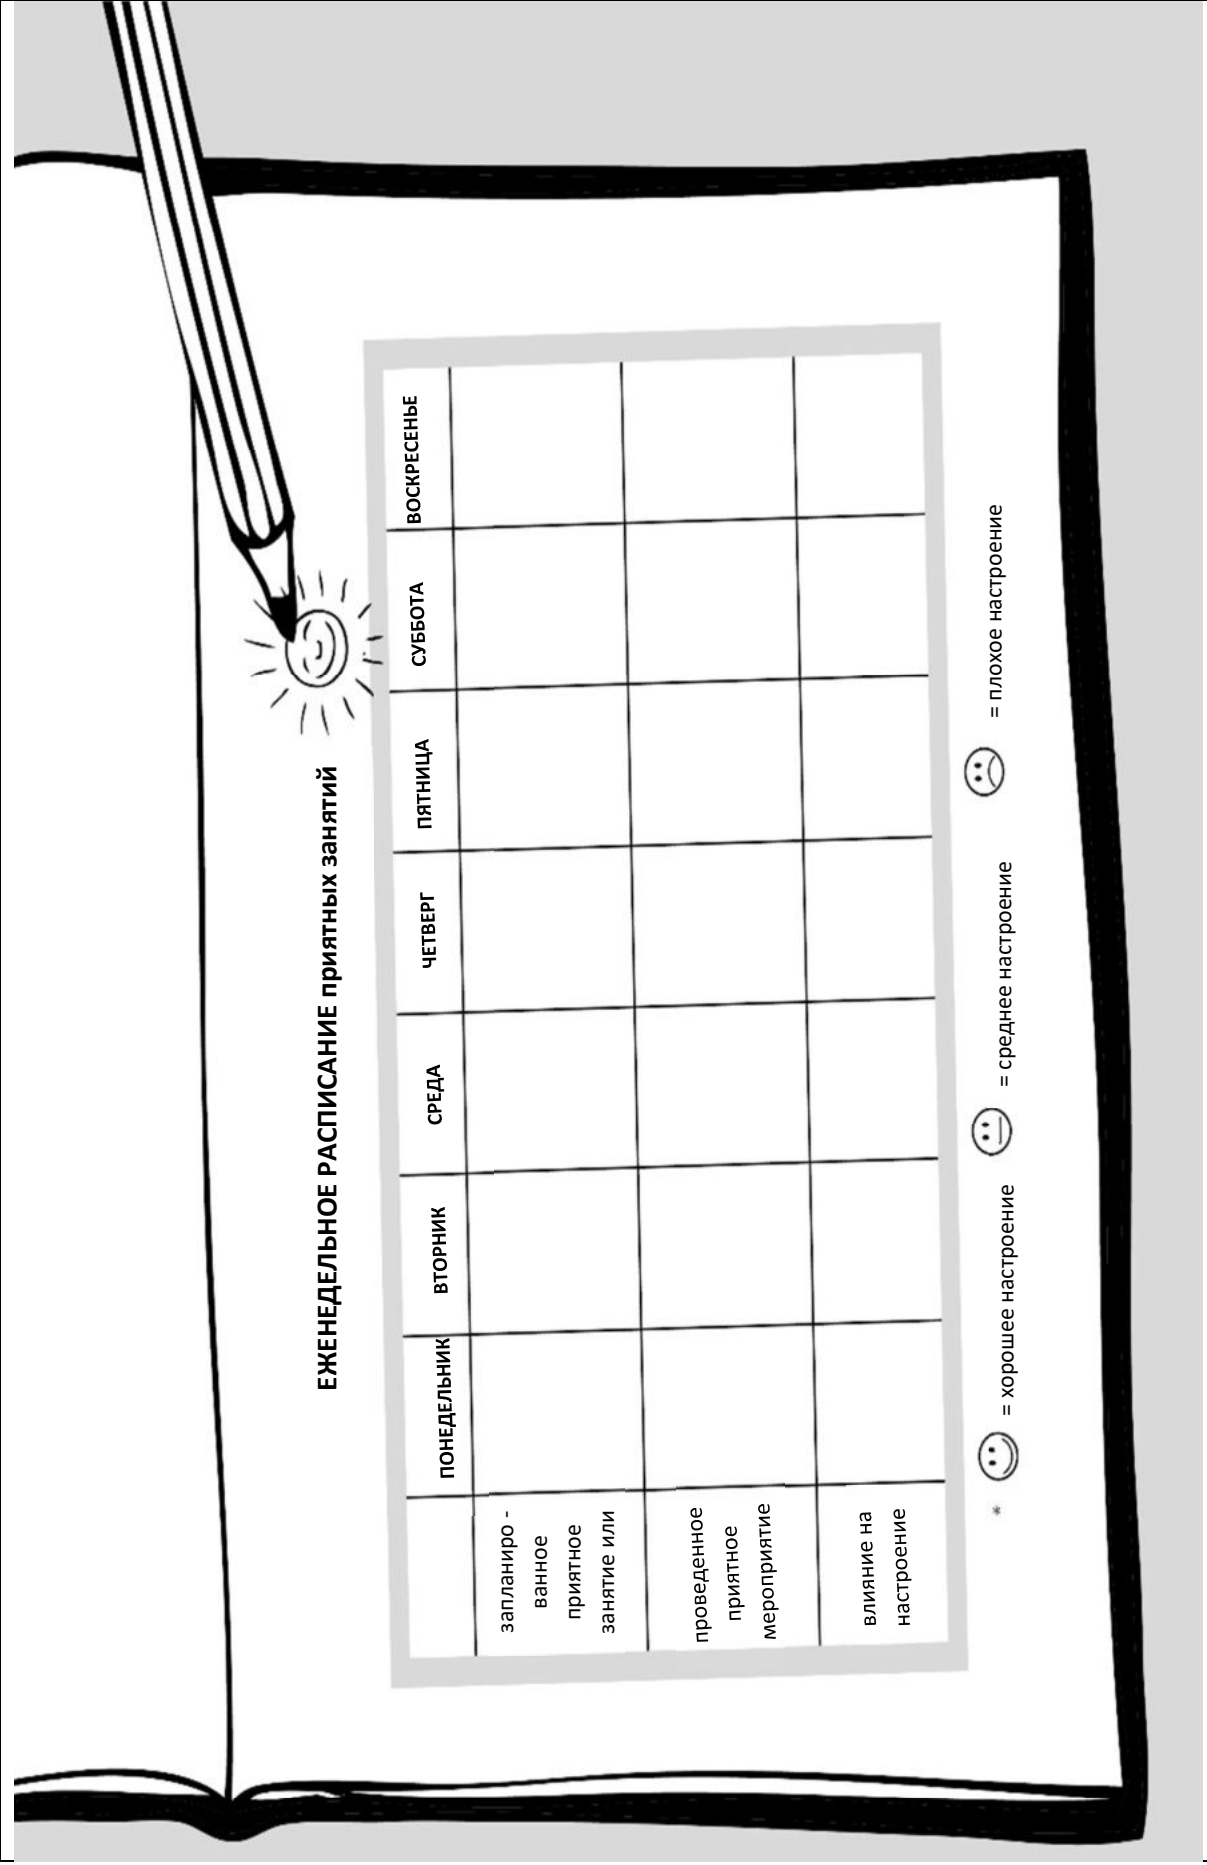 ЕЖЕНЕДЕЛЬНОЕ РАСПИСАНИЕ приятных занятий
ПОНЕДЕЛЬНИК ВТОРНИК СРЕДА ЧЕТВЕРГ ПЯТНИЦА СУББОТА ВОСКРЕСЕНЬЕ
запланиро -
ванное
приятное
занятие или
проведенное
приятное
мероприятие
влияние на
настроение
* = хорошее настроение = среднее настроение = плохое настроение